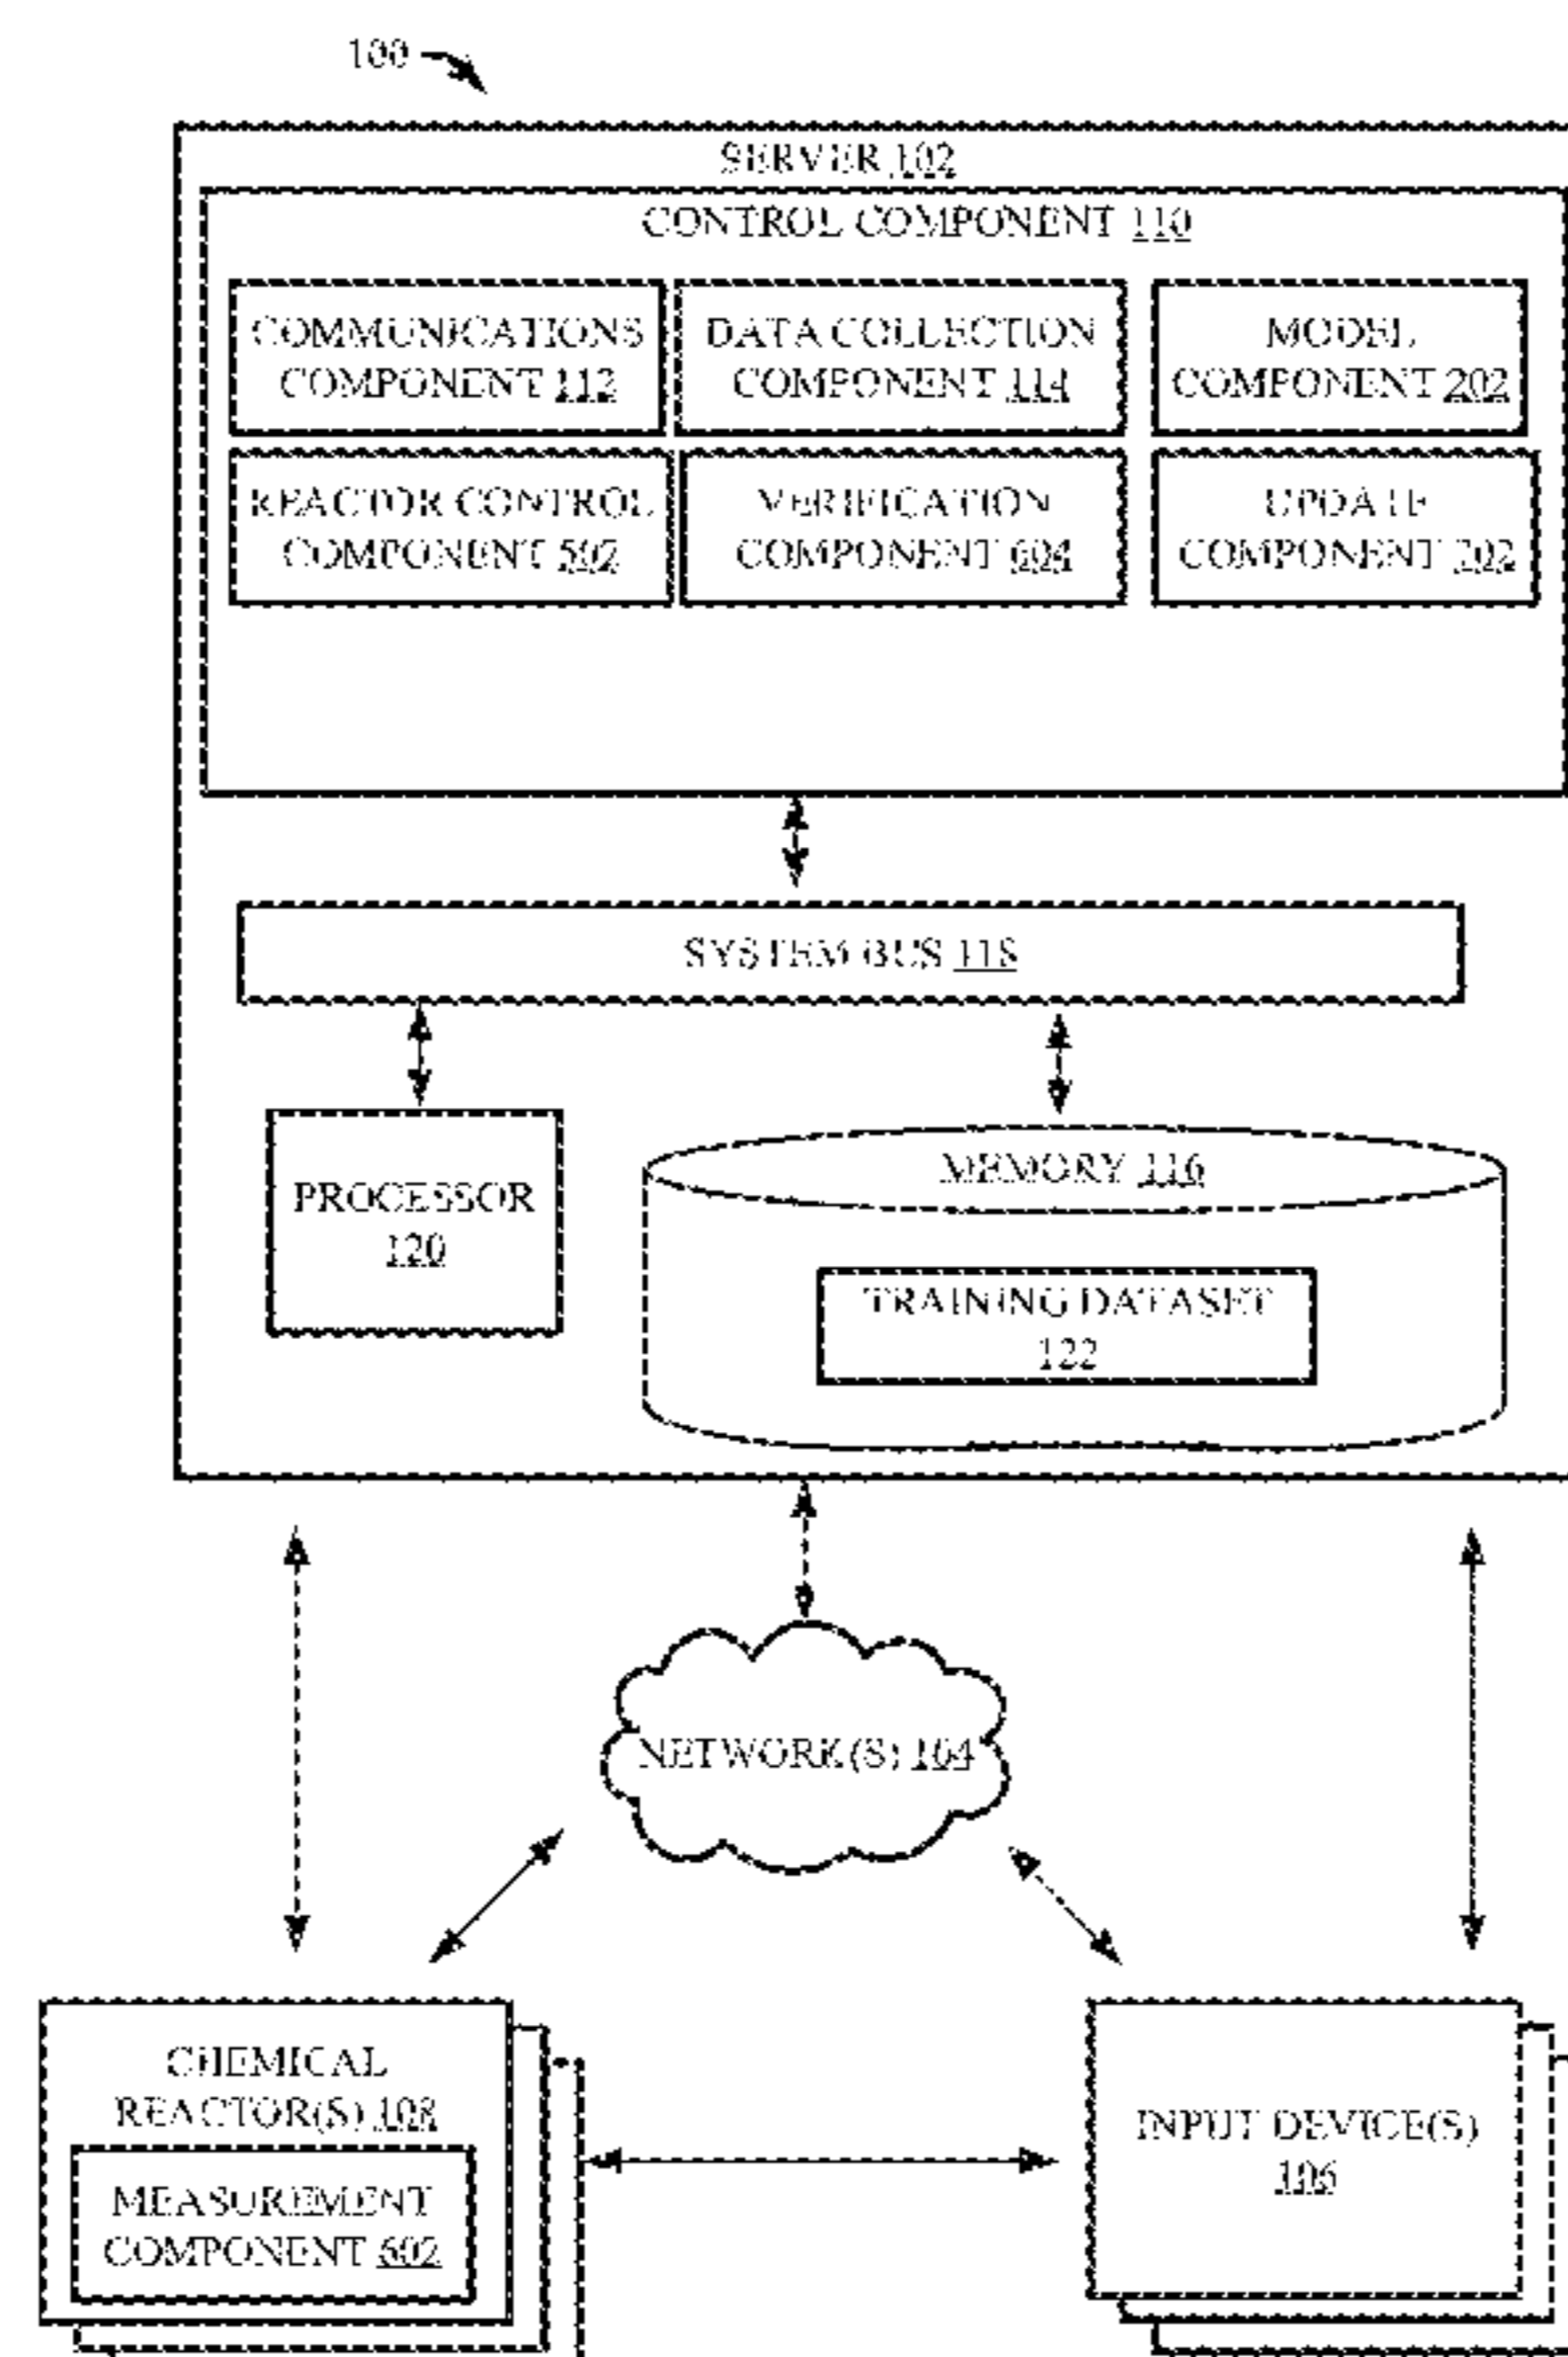 100
SERVER 102
CONTROL COMPONENT 110
COMMUNICATIONS
COMPONENT 112
DATA COLLECTION
COMPONENT 114
MODEL
COMPONENT 202
REACTOR CONTROL
COMPONENT 502
VERIFICATION
COMPONENT 604
UPDATE
COMPONENT 702
SYSTEM BUS 118
PROCESSOR
120
MEMORY 116
TRAINING DATASET
122
NETWORK(S) 104
CHEMICAL
REACTOR(S) 108
MEASUREMENT
COMPONENT 602
INPUT DEVICE(S)
106